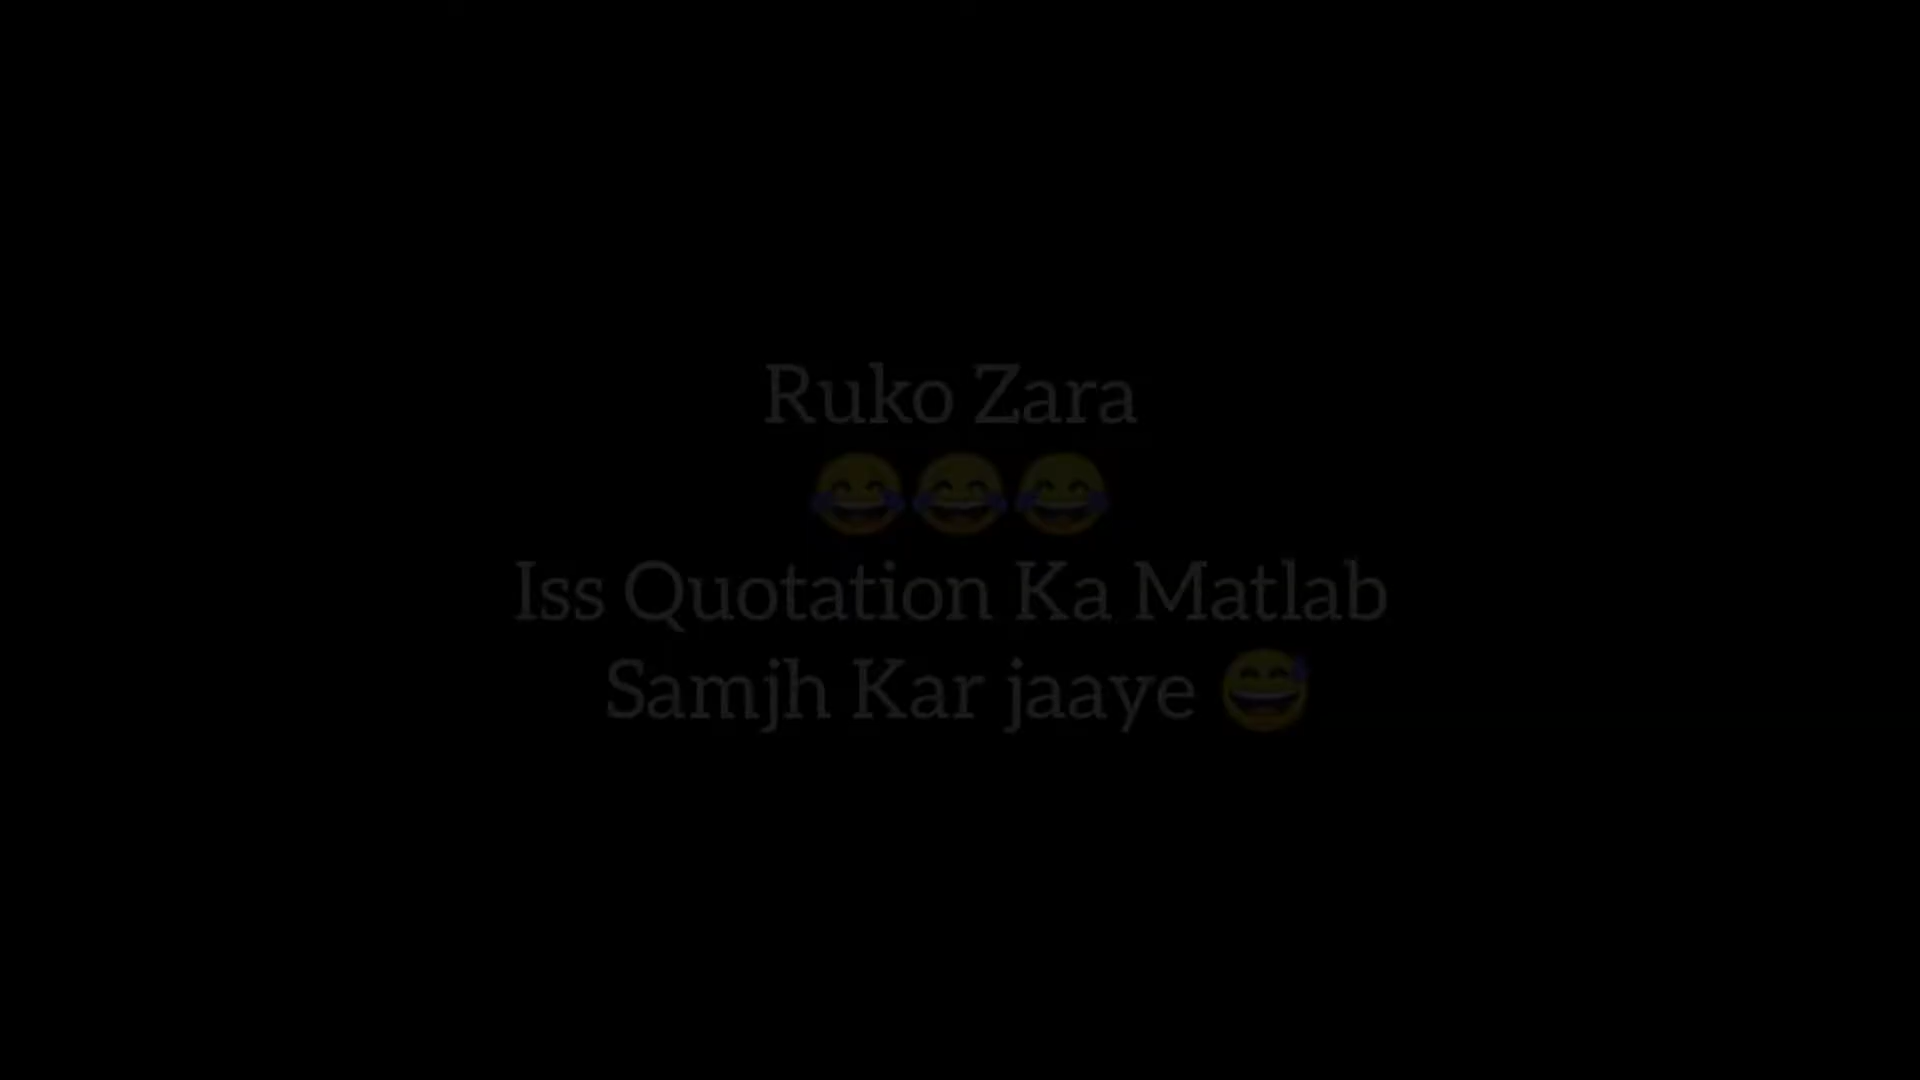 Ruko Zara
😂😂😂
Iss Quotation Ka Matlab
Samjh Kar jaaye 😅